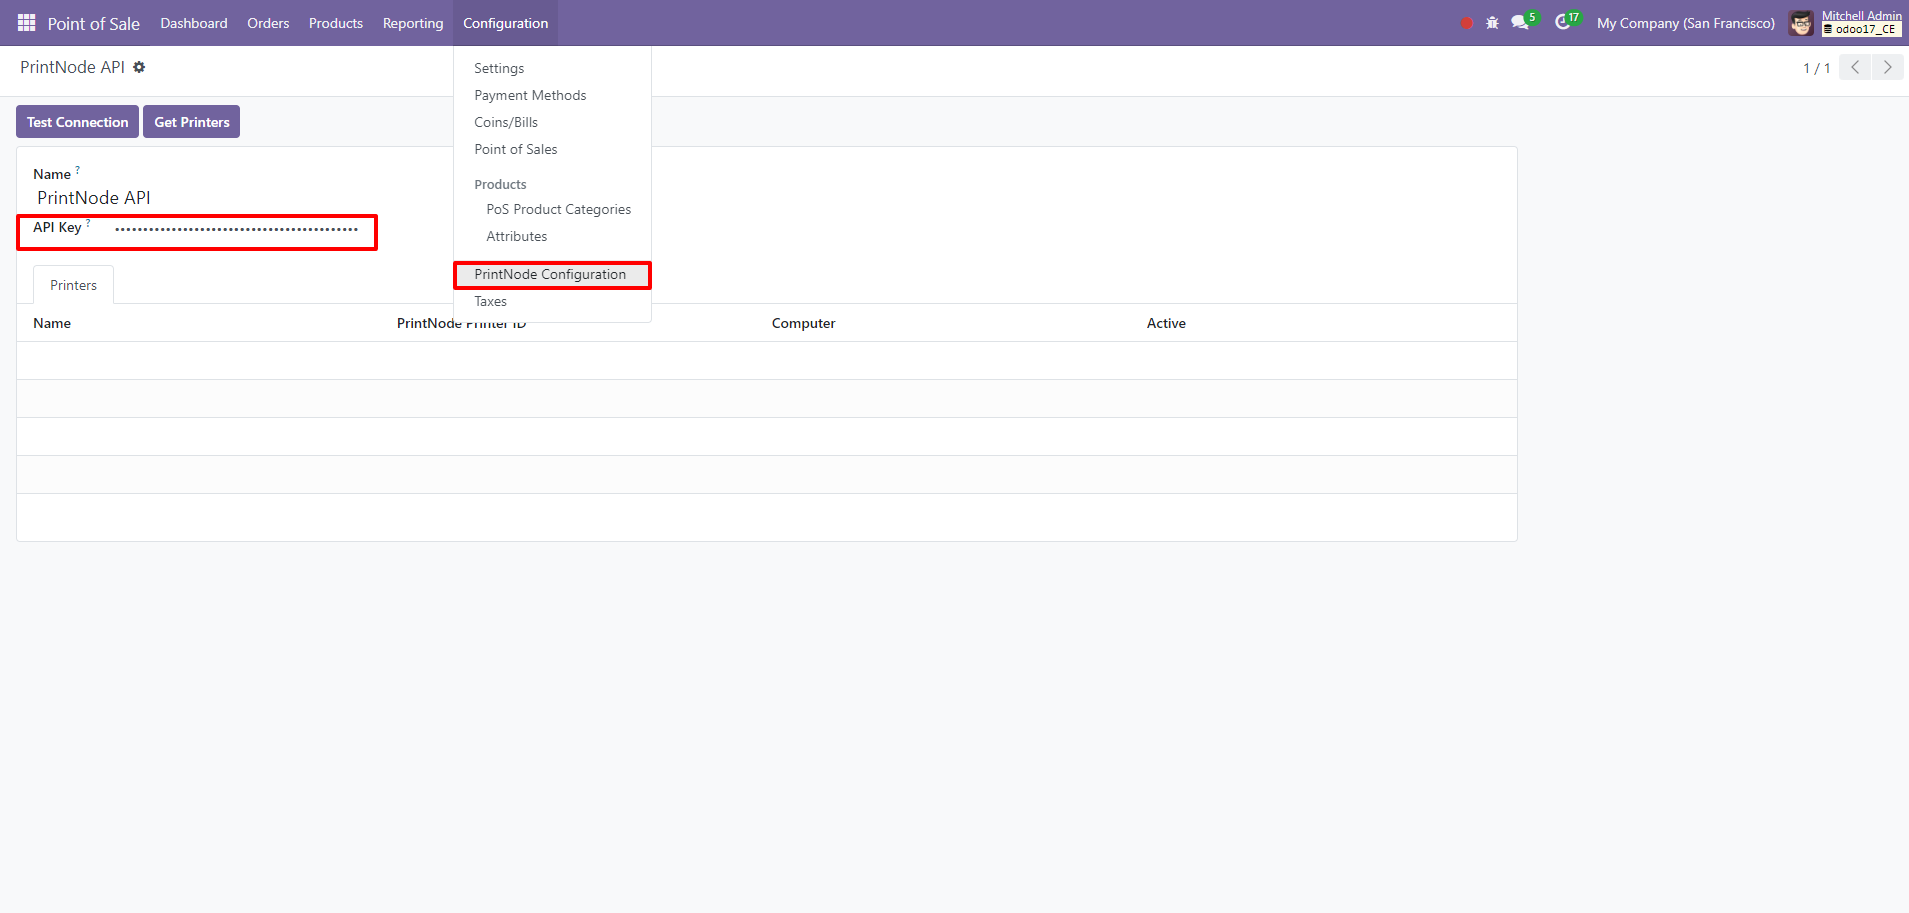 Point of Sale Dashboard Orders Products Reporting Configuration 5 17 My Company (San Francisco) Mitchell Admin
odoo17_CE
PrintNode API 1 / 1
Settings
Payment Methods
Coins/Bills
Point of Sales
Products
PoS Product Categories
Attributes
PrintNode Configuration
Taxes
Test Connection Get Printers
Name ?
PrintNode API
API Key ? ••••••••••••••••••••••••••••••••••••••••••••
Printers
Name PrintNode Printer ID Computer Active